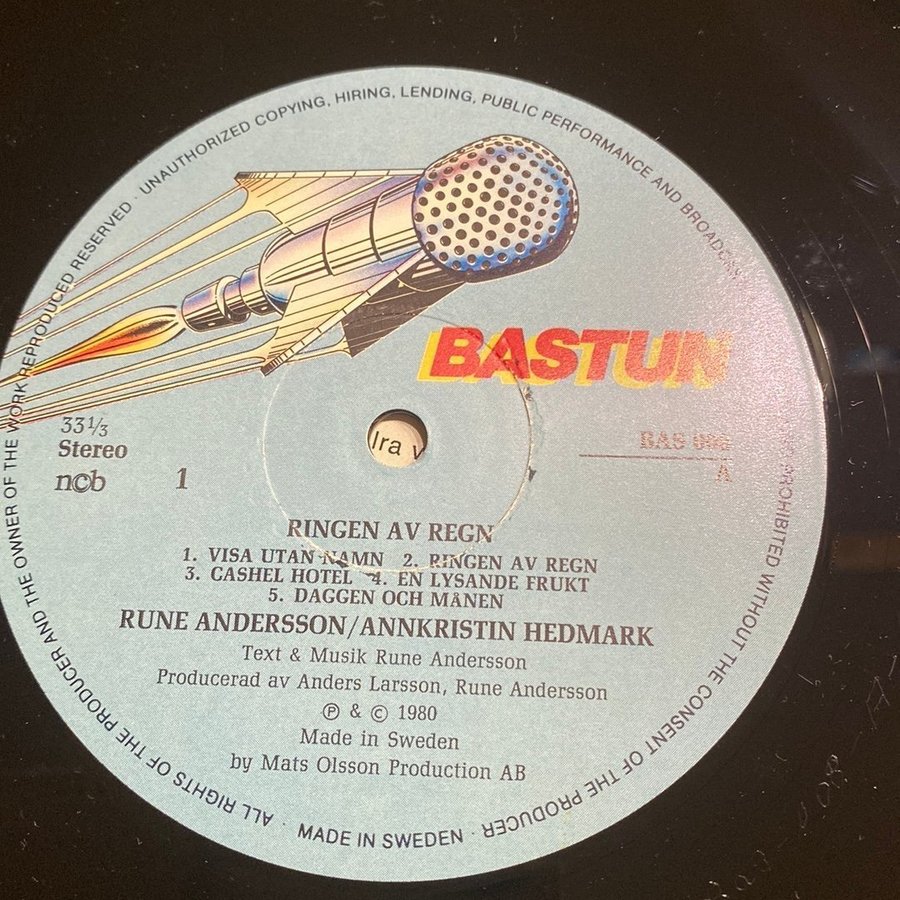 ALL RIGHTS OF THE PRODUCER AND THE OWNER OF THE WORK REPRODUCED RESERVED · UNAUTHORIZED COPYING, HIRING, LENDING, PUBLIC PERFORMANCE AND PROHIBITED WITHOUT THE CONSENT OF THE PRODUCER · MADE IN SWEDEN ·
BASTUN
33 1/3
Stereo
n©b 1
BAS
A
lra v
RINGEN AV REGN
1. VISA UTAN NAMN 2. RINGEN AV REGN
3. CASHEL HOTEL 4. EN LYSANDE FRUKT
5. DAGGEN OCH MÅNEN
RUNE ANDERSSON/ANNKRISTIN HEDMARK
Text & Musik Rune Andersson
Producerad av Anders Larsson, Rune Andersson
Ⓟ & © 1980
Made in Sweden
by Mats Olsson Production AB